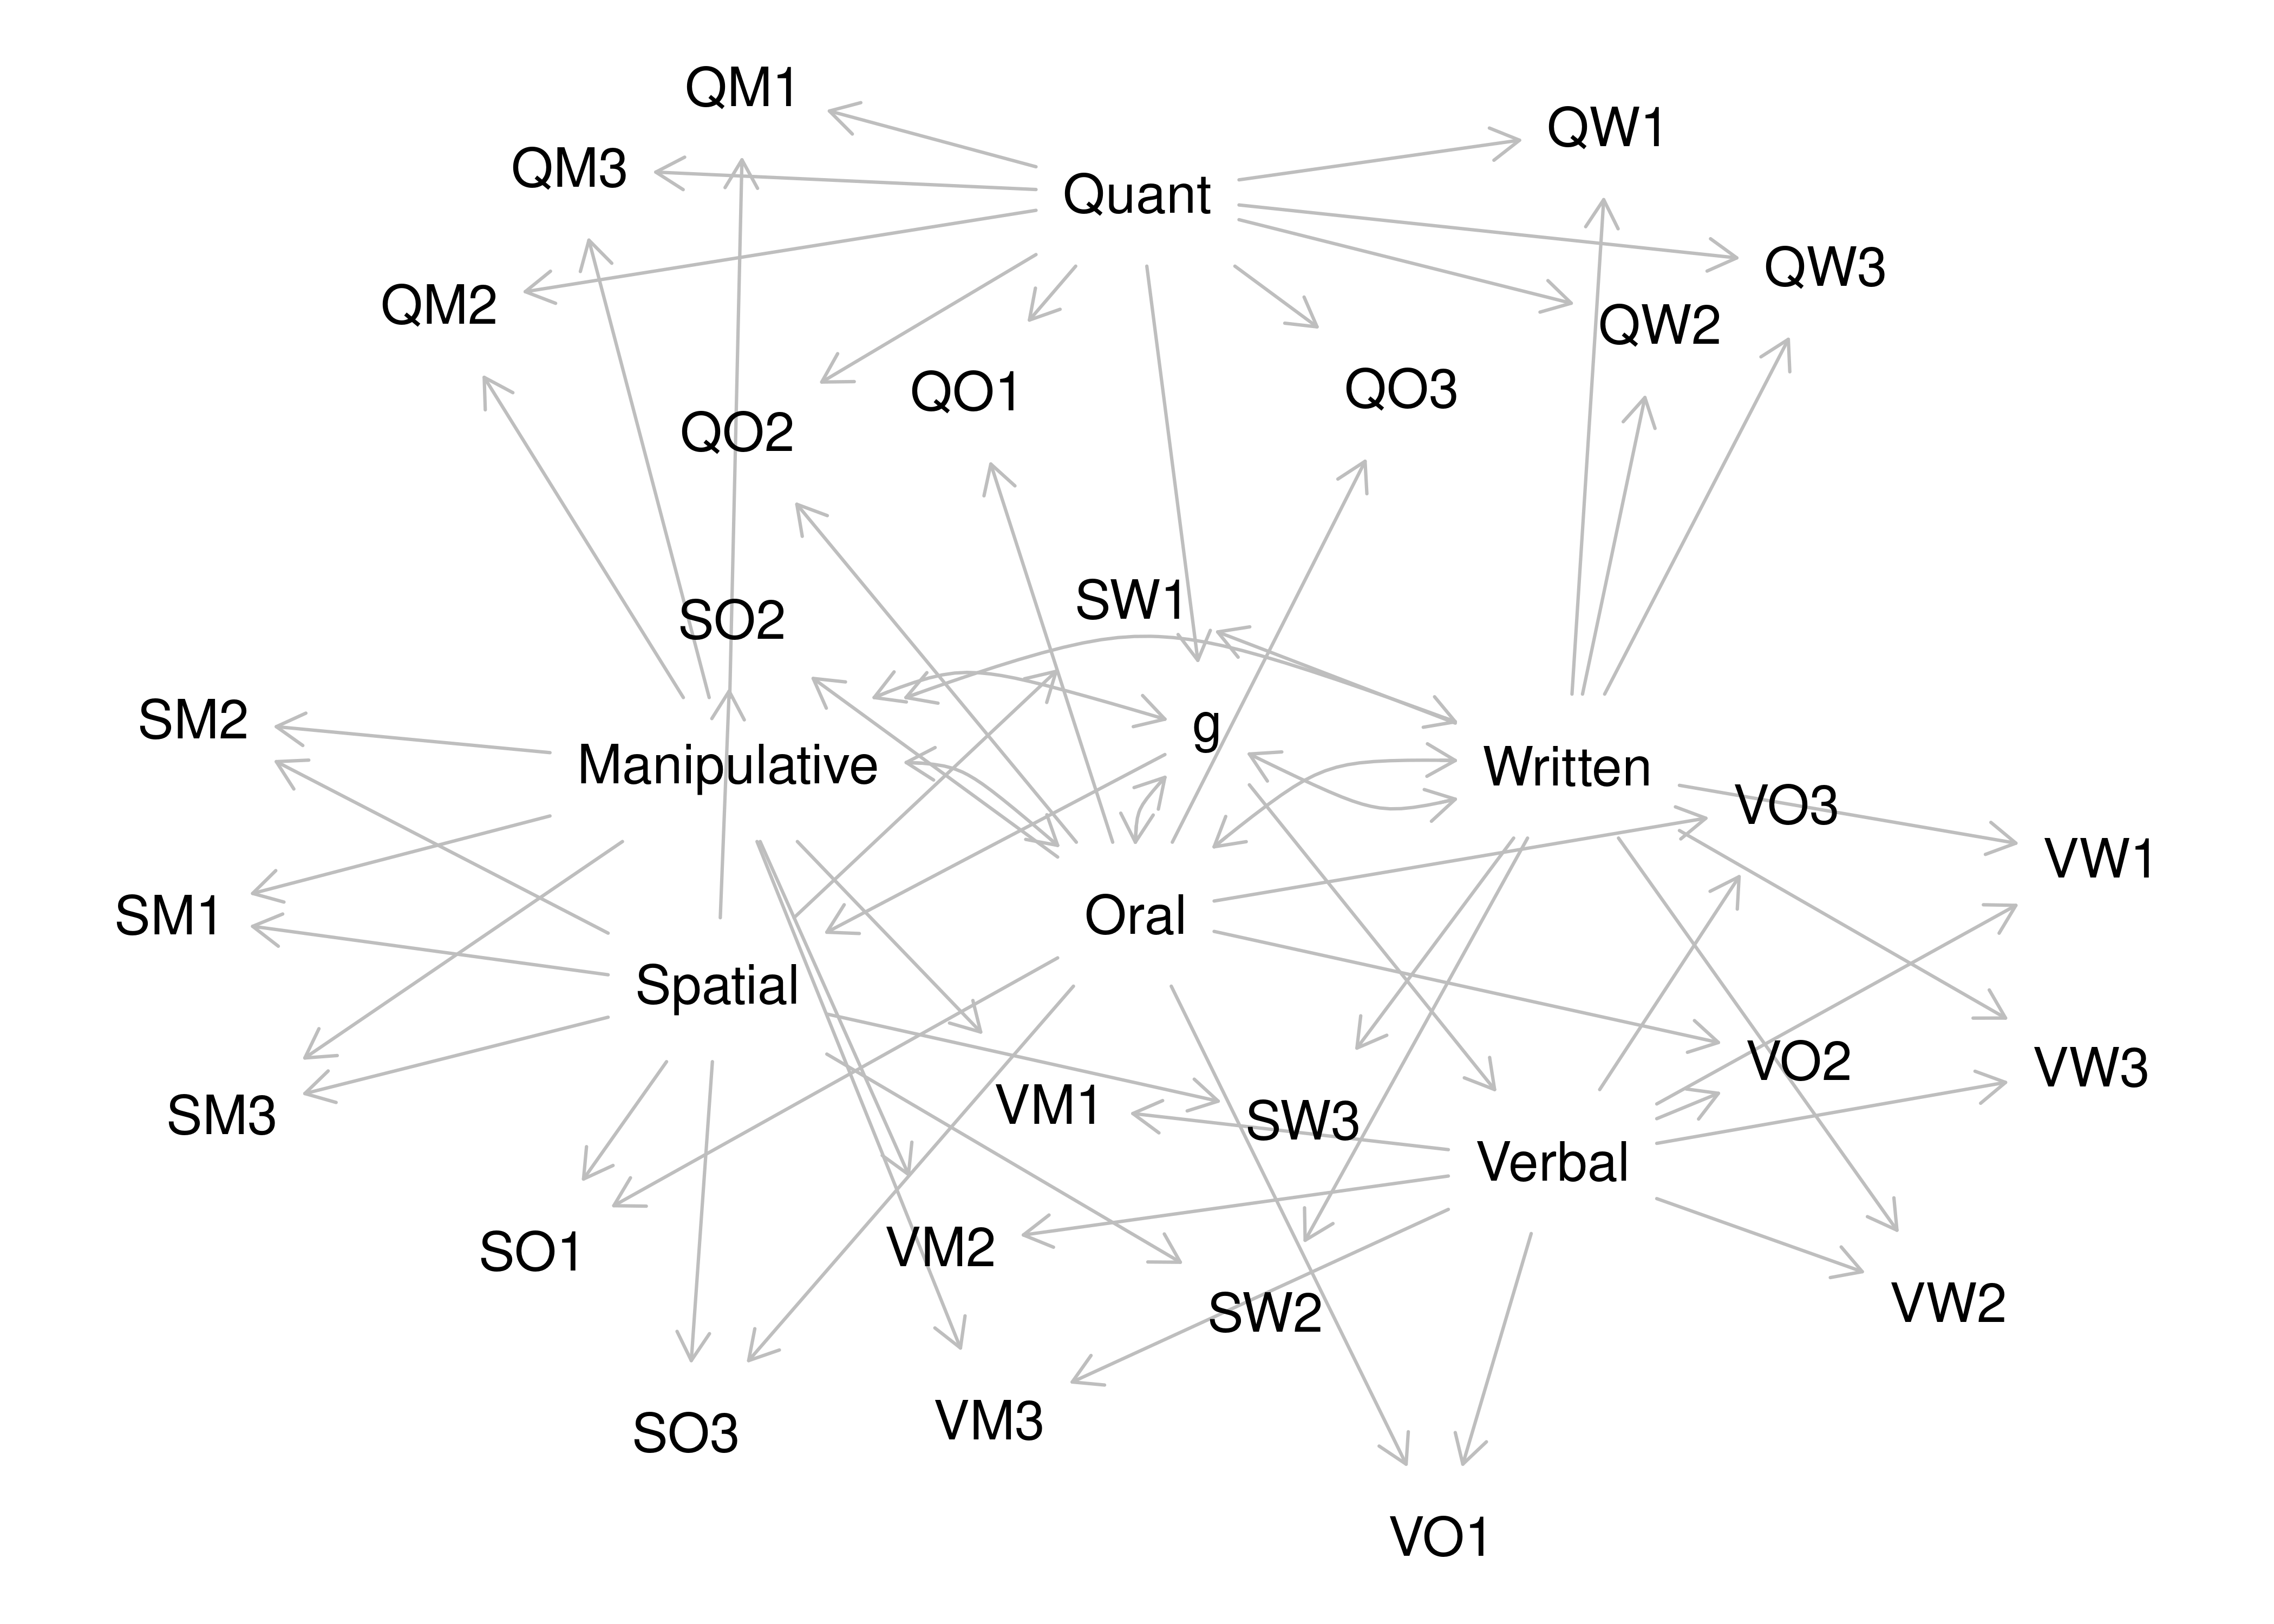 QM1
QW1
QM3
Quant
QW3
QM2
QW2
QO1
QO3
QO2
SW1
SO2
SM2
g
Manipulative
Written
VO3
VW1
SM1
Oral
Spatial
VO2
VW3
VM1
SM3
SW3
Verbal
SO1
VM2
VW2
SW2
VM3
SO3
VO1